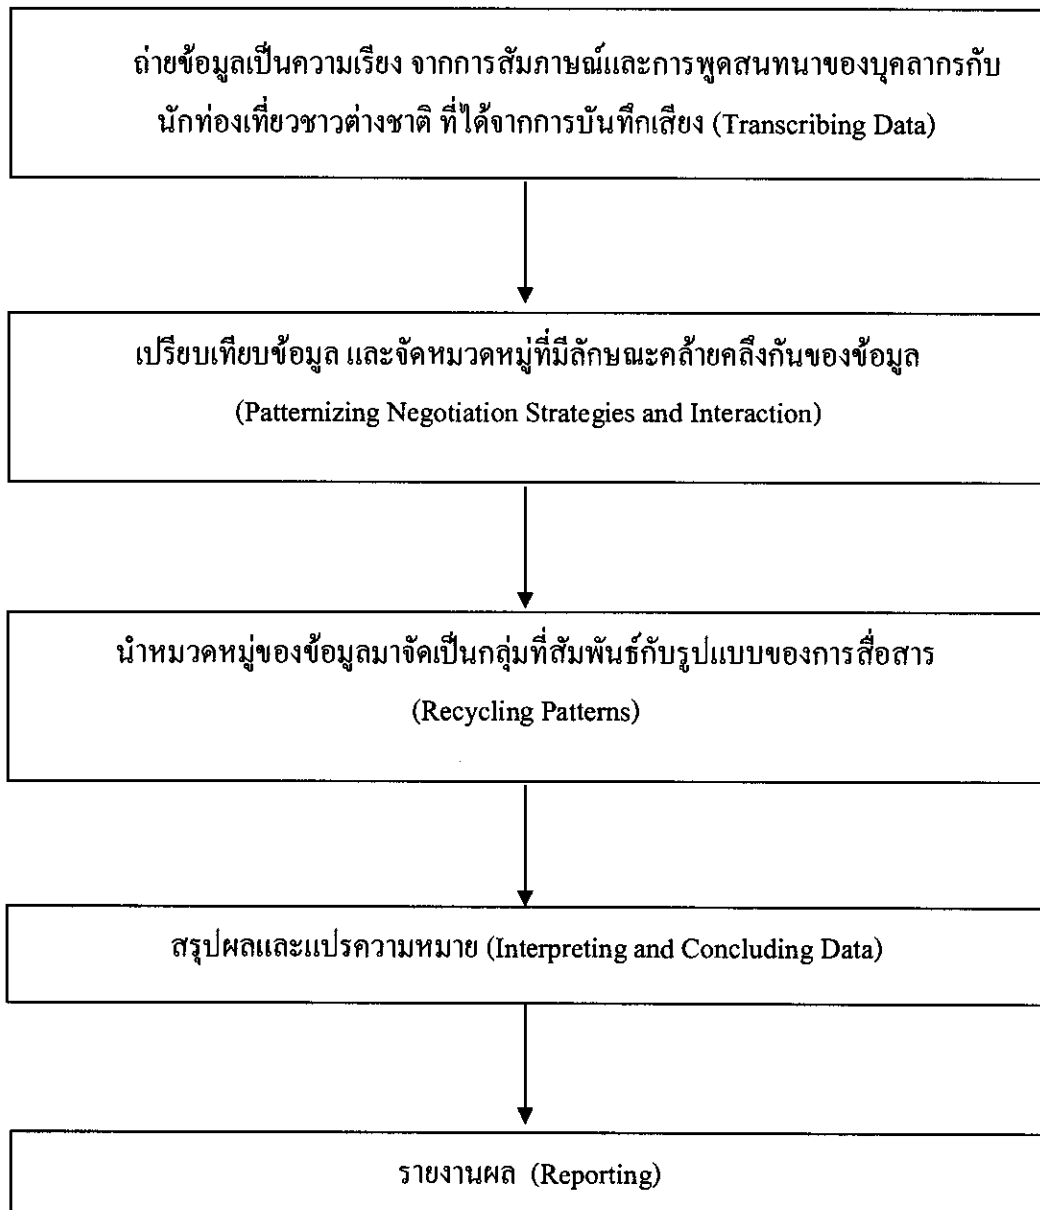 ถ่ายข้อมูลเป็นความเรียง จากการสัมภาษณ์และการพูดสนทนาของบุคลากรกับ
นักท่องเที่ยวชาวต่างชาติ ที่ได้จากการบันทึกเสียง (Transcribing Data)
เปรียบเทียบข้อมูล และจัดหมวดหมู่ที่มีลักษณะคล้ายคลึงกันของข้อมูล
(Patternizing Negotiation Strategies and Interaction)
นำหมวดหมู่ของข้อมูลมาจัดเป็นกลุ่มที่สัมพันธ์กับรูปแบบของการสื่อสาร
(Recycling Patterns)
สรุปผลและแปรความหมาย (Interpreting and Concluding Data)
รายงานผล (Reporting)